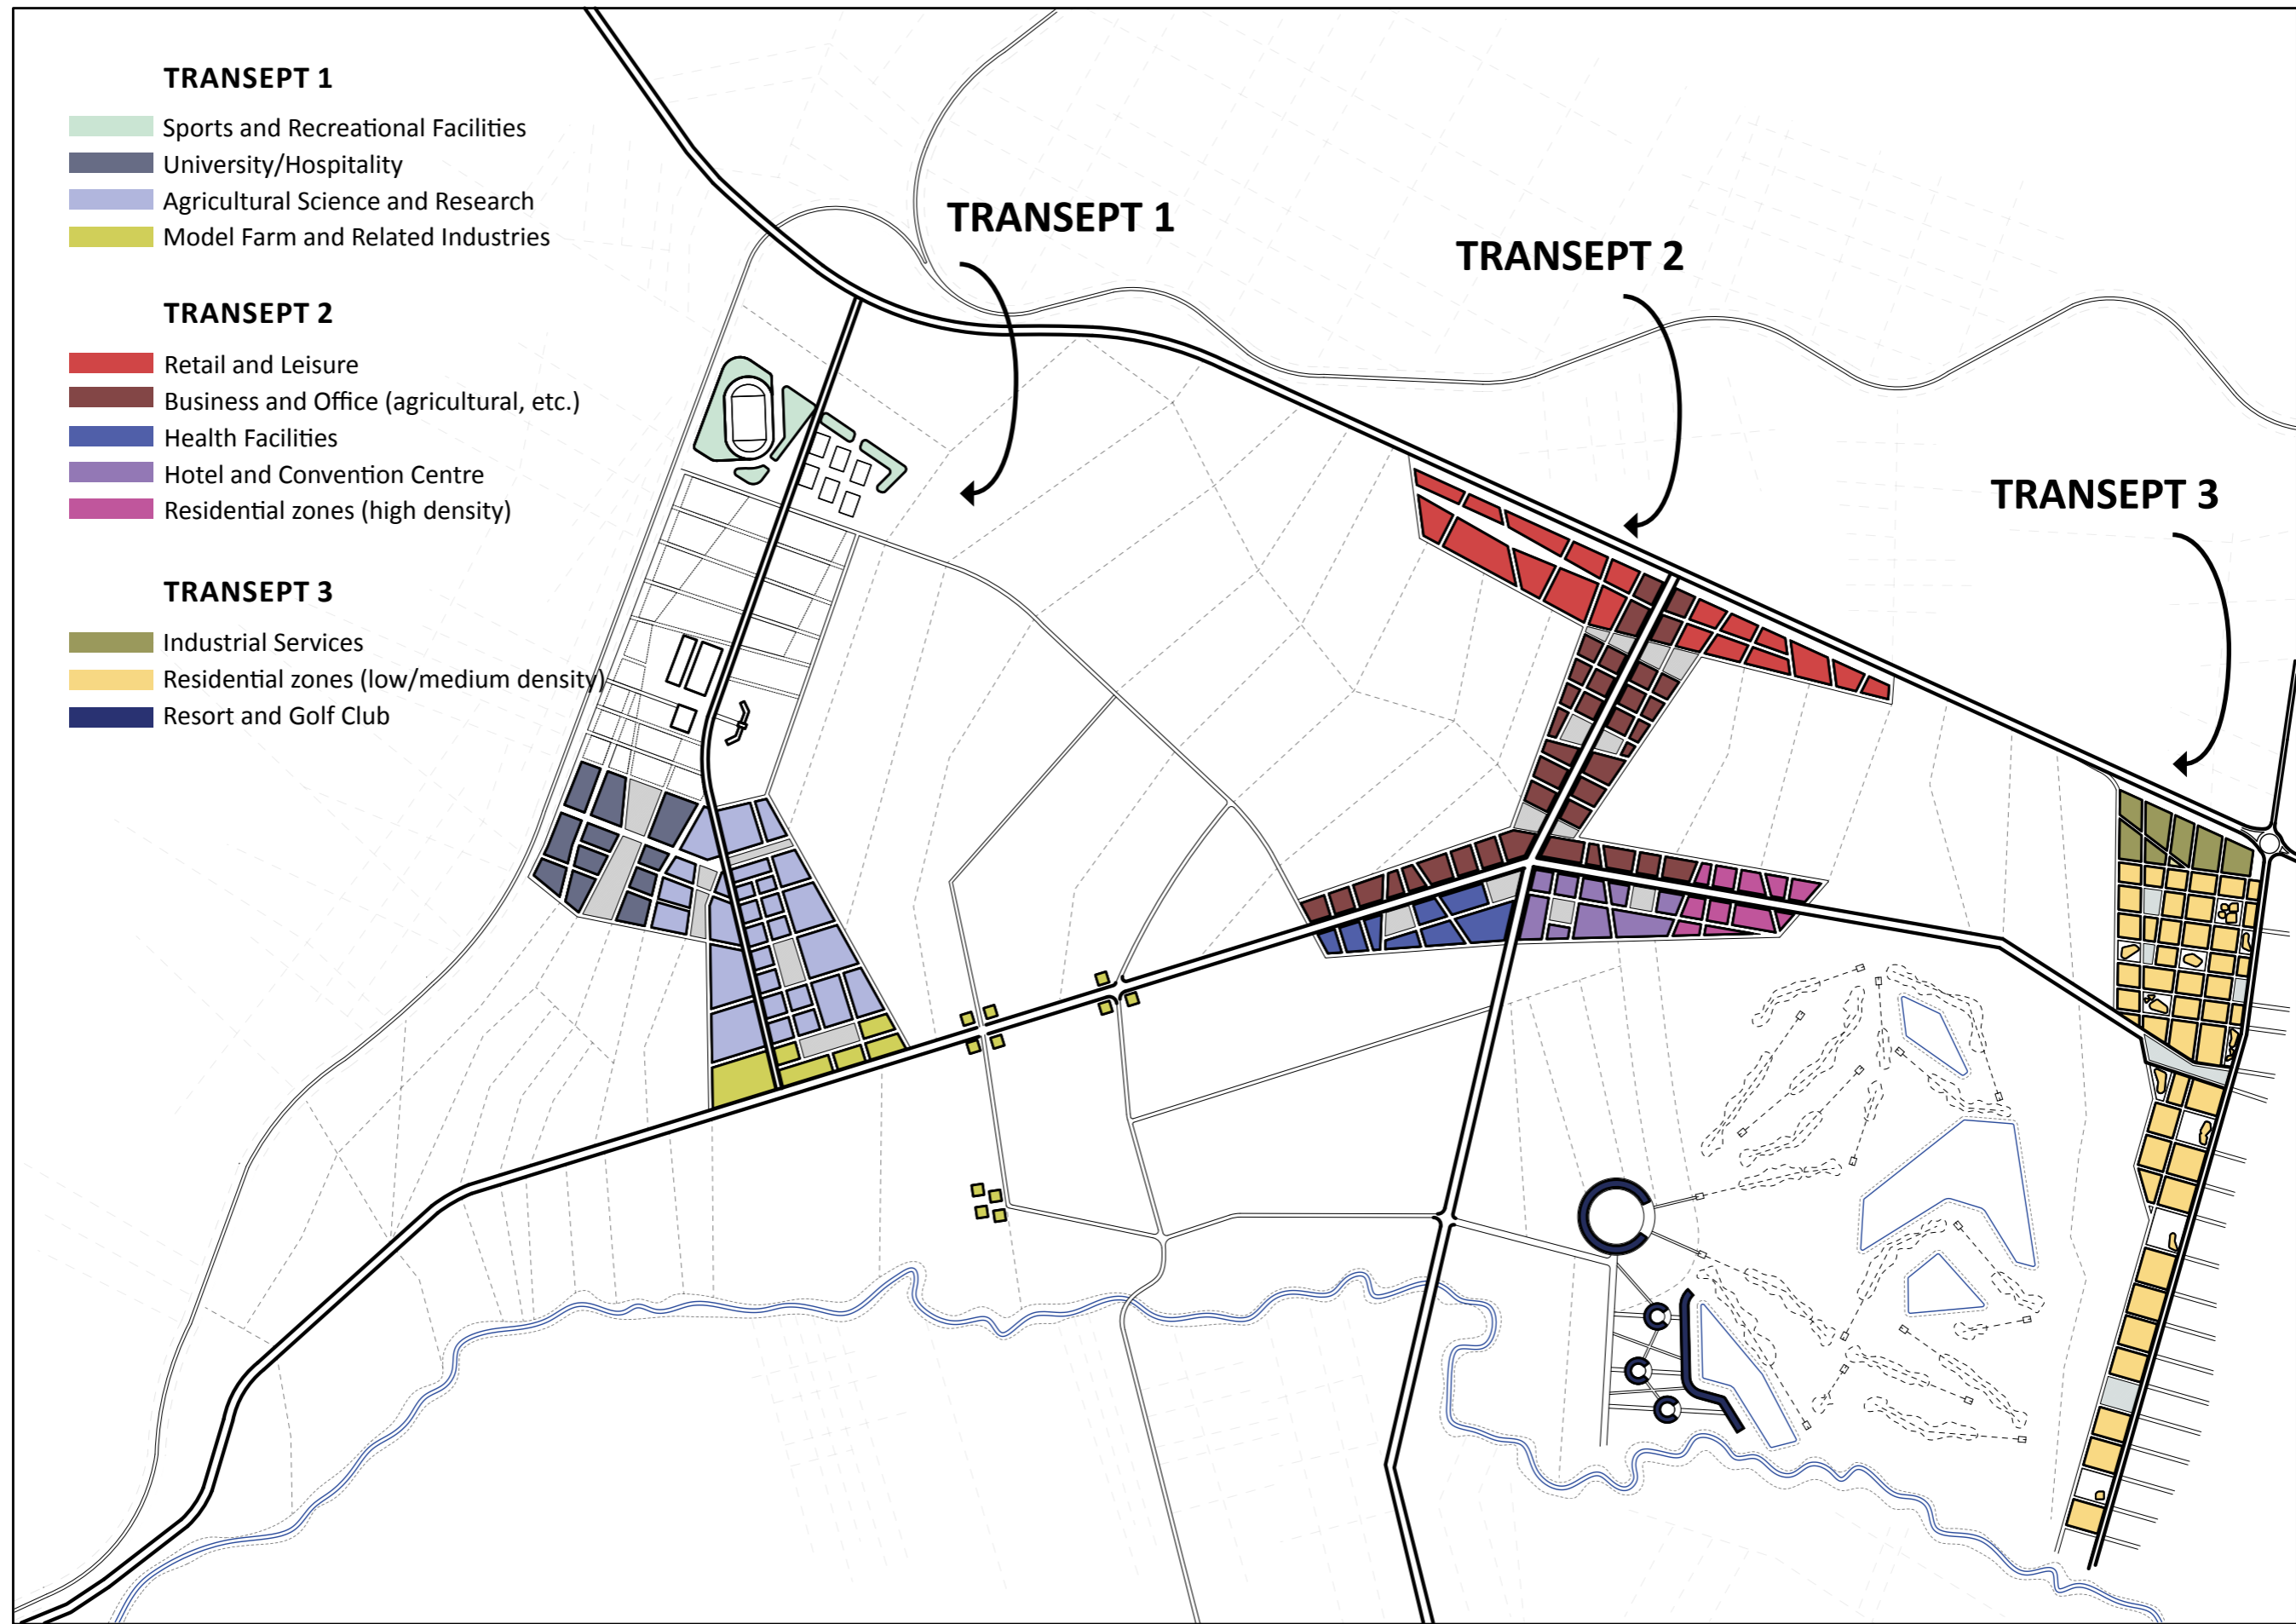 TRANSEPT 1
Sports and Recreational Facilities
University/Hospitality
Agricultural Science and Research
Model Farm and Related Industries
TRANSEPT 2
Retail and Leisure
Business and Office (agricultural, etc.)
Health Facilities
Hotel and Convention Centre
Residential zones (high density)
TRANSEPT 3
Industrial Services
Residential zones (low/medium density)
Resort and Golf Club
TRANSEPT 1
TRANSEPT 2
TRANSEPT 3